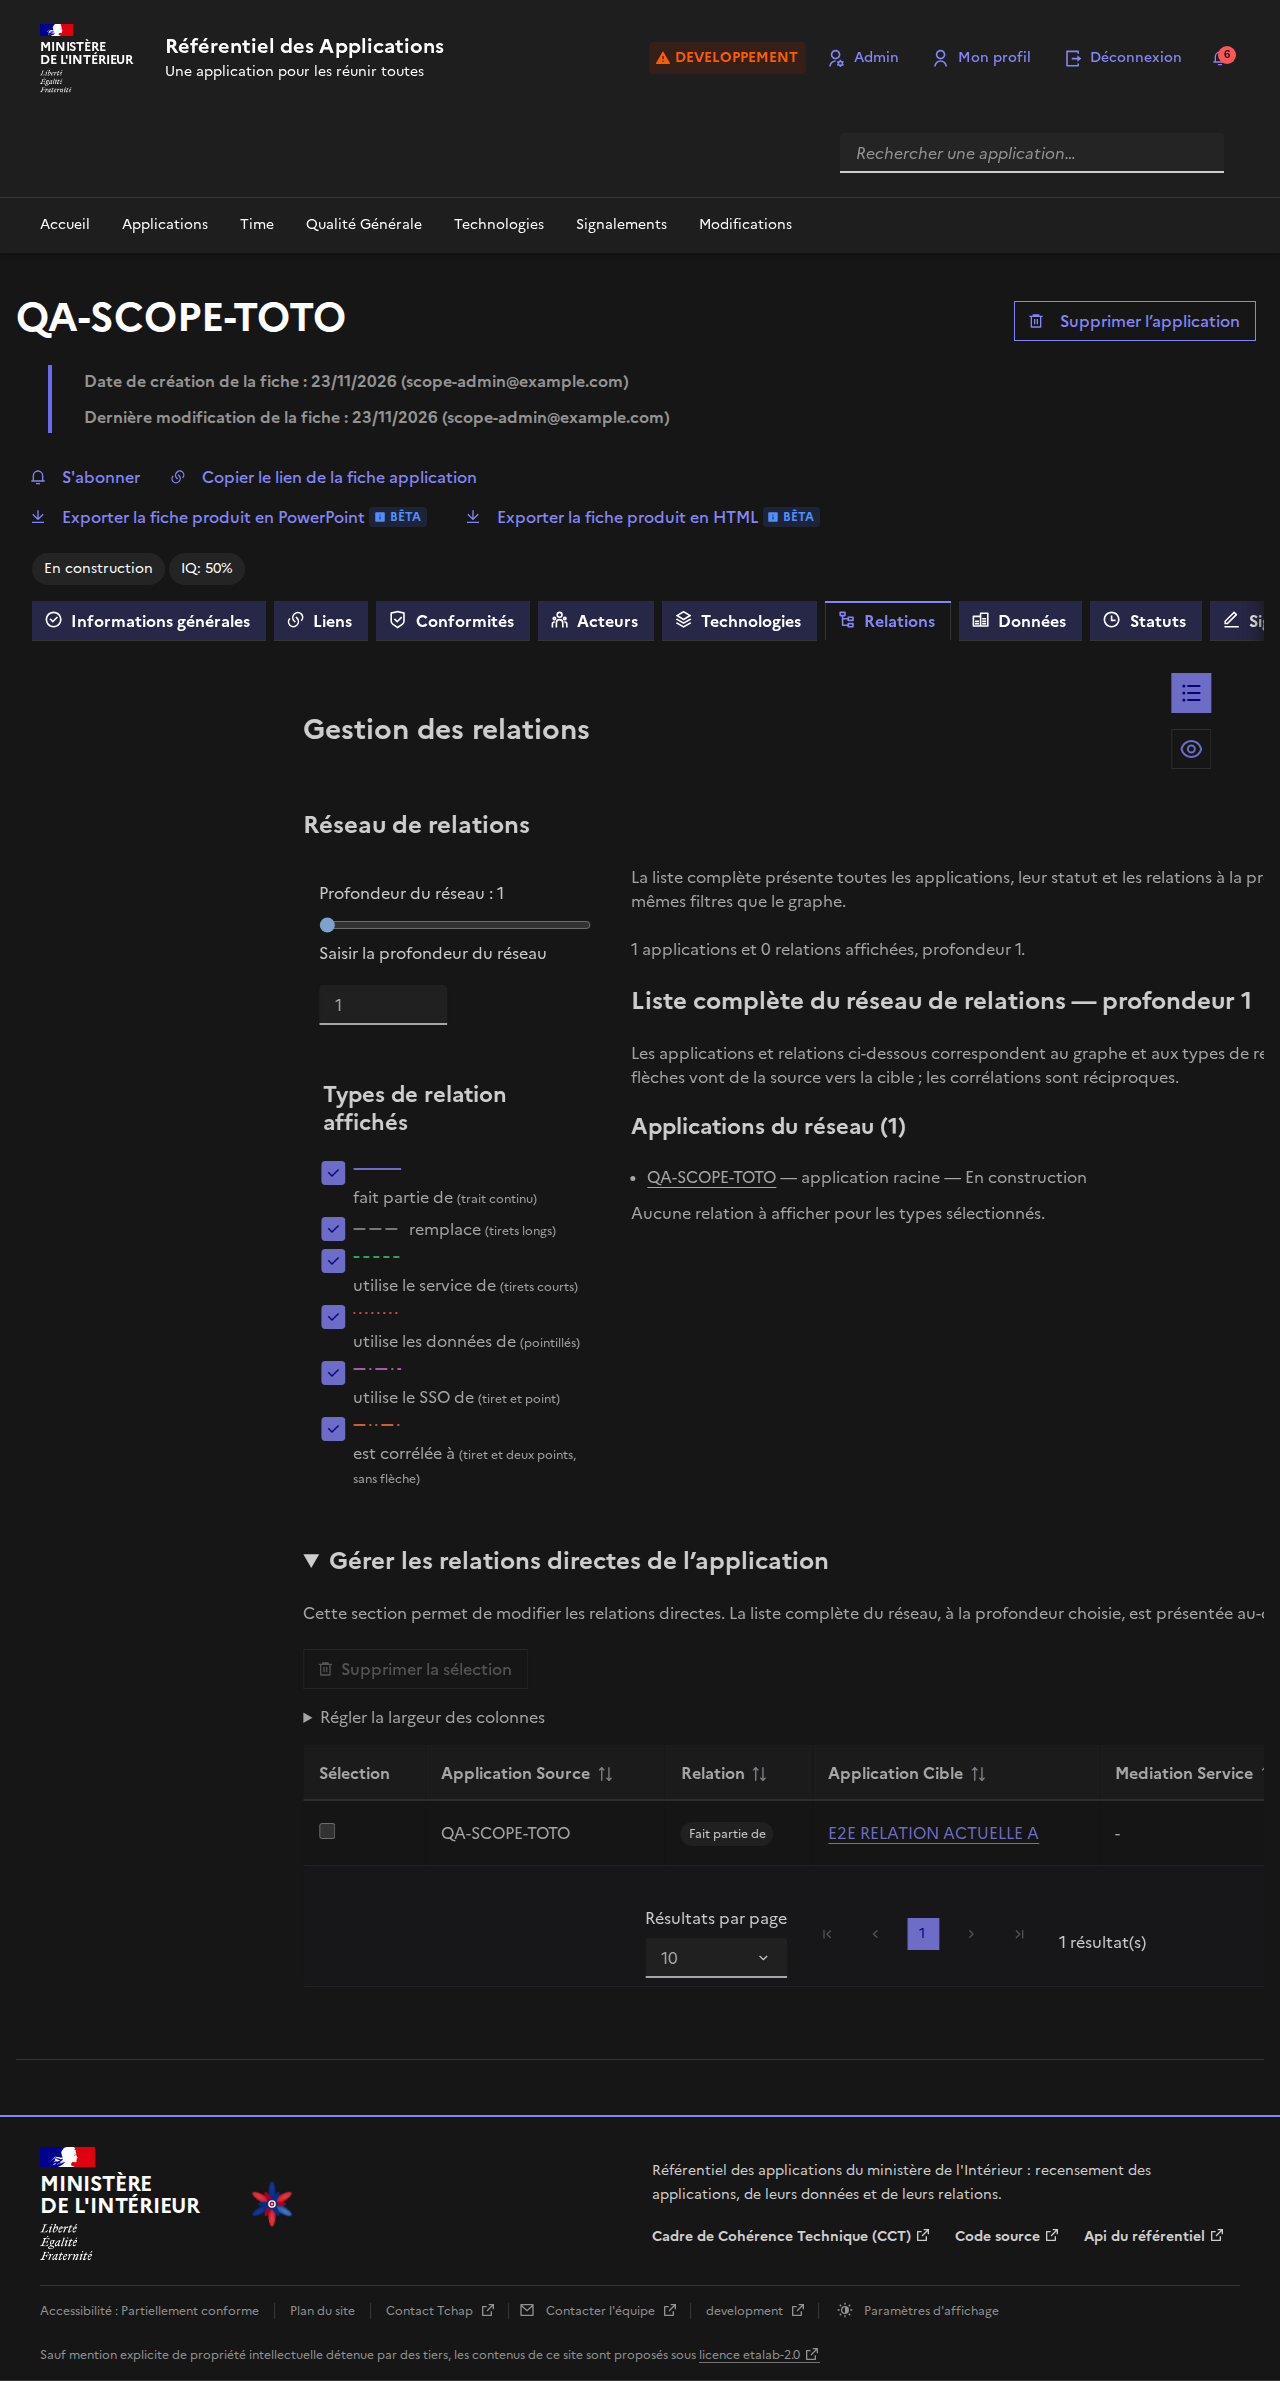 MINISTÈRE
DE L'INTÉRIEUR
Liberté
Égalité
Fraternité
Référentiel des Applications
Une application pour les réunir toutes
DEVELOPPEMENT
Admin
Mon profil
Déconnexion
6
Rechercher une application…
Accueil
Applications
Time
Qualité Générale
Technologies
Signalements
Modifications
QA-SCOPE-TOTO
Supprimer l’application
Date de création de la fiche : 23/11/2026 (scope-admin@example.com)
Dernière modification de la fiche : 23/11/2026 (scope-admin@example.com)
S'abonner
Copier le lien de la fiche application
Exporter la fiche produit en PowerPoint BÊTA
Exporter la fiche produit en HTML BÊTA
En construction
IQ: 50%
Informations générales
Liens
Conformités
Acteurs
Technologies
Relations
Données
Statuts
Gestion des relations
Réseau de relations
Profondeur du réseau : 1
Saisir la profondeur du réseau
1
Types de relation
affichés
fait partie de (trait continu)
remplace (tirets longs)
utilise le service de (tirets courts)
utilise les données de (pointillés)
utilise le SSO de (tiret et point)
est corrélée à (tiret et deux points,
sans flèche)
La liste complète présente toutes les applications, leur statut et les relations à la
mêmes filtres que le graphe.
1 applications et 0 relations affichées, profondeur 1.
Liste complète du réseau de relations — profondeur 1
Les applications et relations ci-dessous correspondent au graphe et aux types de
flèches vont de la source vers la cible ; les corrélations sont réciproques.
Applications du réseau (1)
• QA-SCOPE-TOTO — application racine — En construction
Aucune relation à afficher pour les types sélectionnés.
Gérer les relations directes de l’application
Cette section permet de modifier les relations directes. La liste complète du réseau, à la profondeur choisie, est présentée
Supprimer la sélection
Régler la largeur des colonnes
Sélection
Application Source
Relation
Application Cible
Mediation Service
QA-SCOPE-TOTO
Fait partie de
E2E RELATION ACTUELLE A
-
Résultats par page
10
1
1 résultat(s)
MINISTÈRE
DE L'INTÉRIEUR
Liberté
Égalité
Fraternité
Référentiel des applications du ministère de l'Intérieur : recensement des
applications, de leurs données et de leurs relations.
Cadre de Cohérence Technique (CCT)
Code source
Api du référentiel
Accessibilité : Partiellement conforme
Plan du site
Contact Tchap
Contacter l'équipe
development
Paramètres d'affichage
Sauf mention explicite de propriété intellectuelle détenue par des tiers, les contenus de ce site sont proposés sous licence etalab-2.0